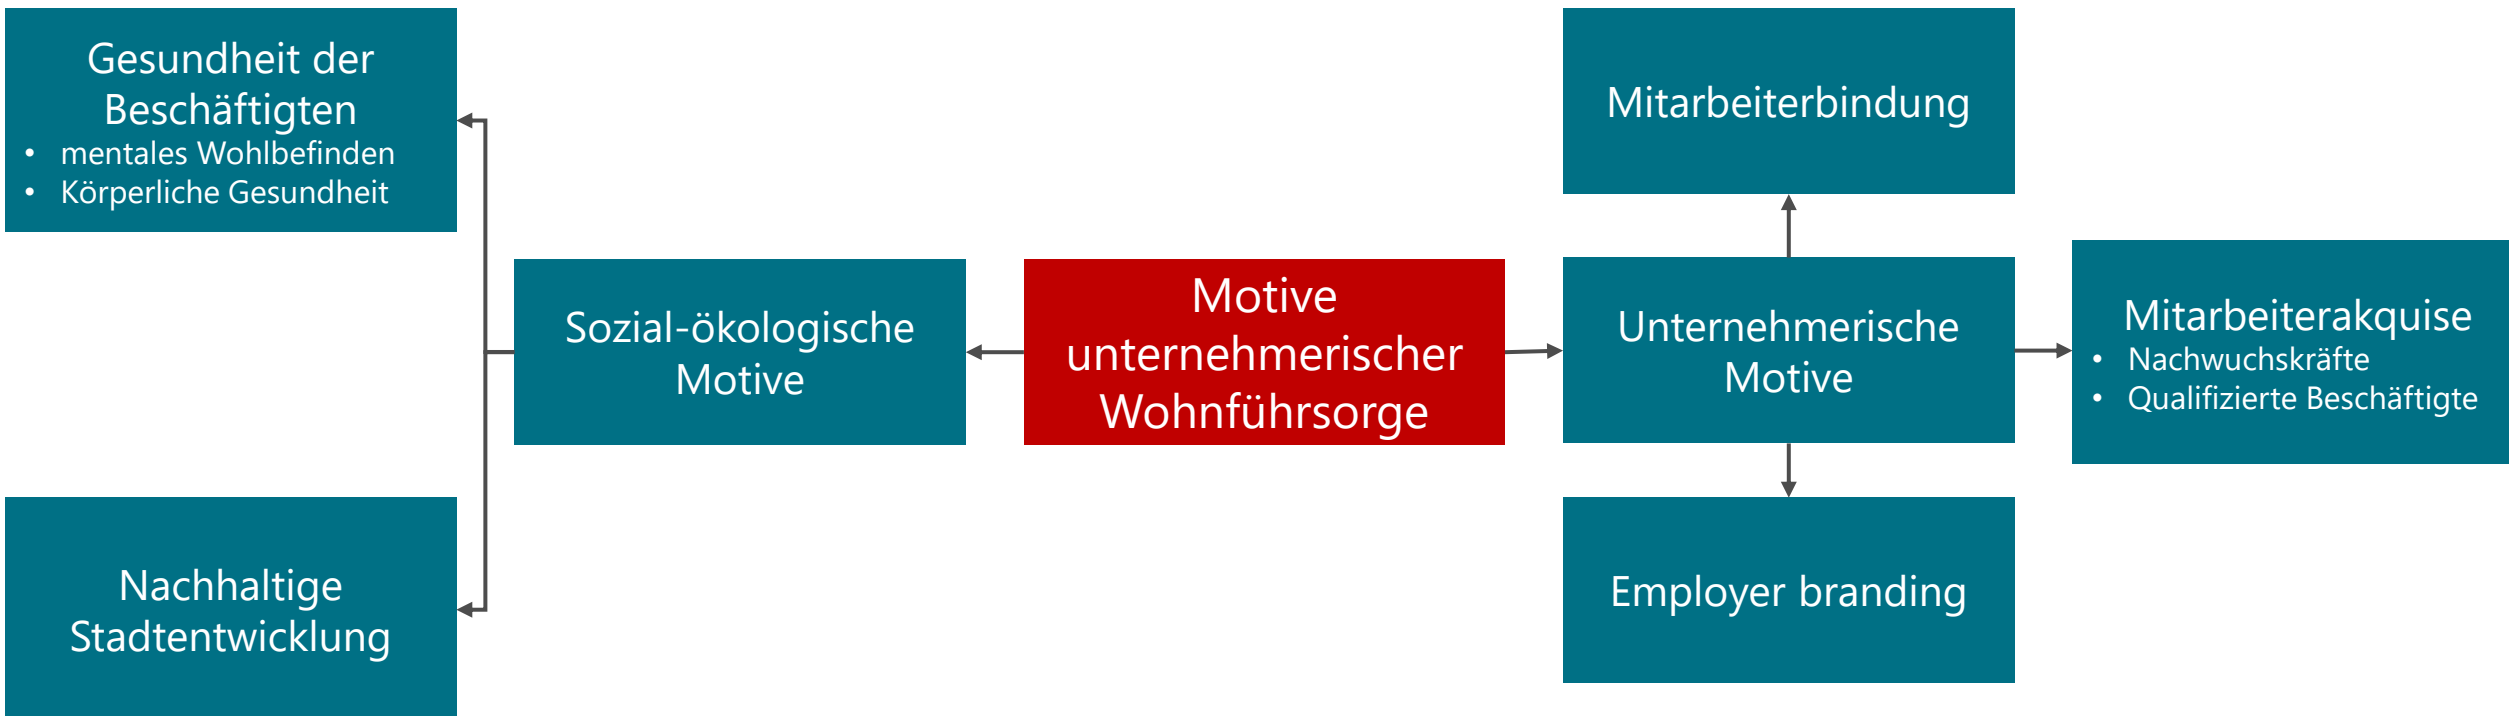 Gesundheit der
Beschäftigten
• mentales Wohlbefinden
• Körperliche Gesundheit
Nachhaltige
Stadtentwicklung
Sozial-ökologische
Motive
Motive
unternehmerischer
Wohnführsorge
Unternehmerische
Motive
Mitarbeiterbindung
Mitarbeiterakquise
• Nachwuchskräfte
• Qualifizierte Beschäftigte
Employer branding